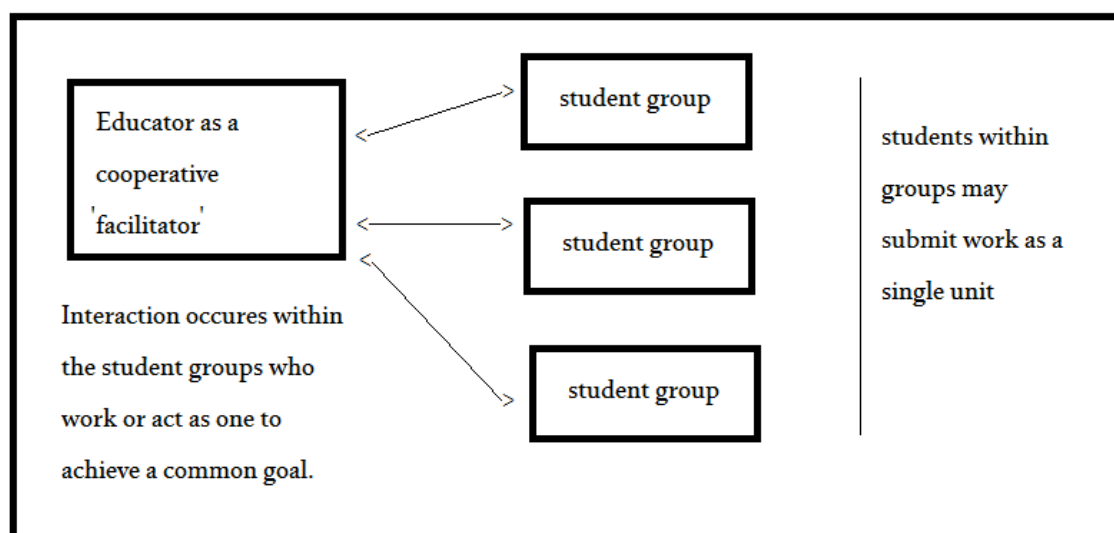 Educator as a
cooperative
'facilitator'
Interaction occures within
the student groups who
work or act as one to
achieve a common goal.
student group
student group
student group
students within
groups may
submit work as a
single unit